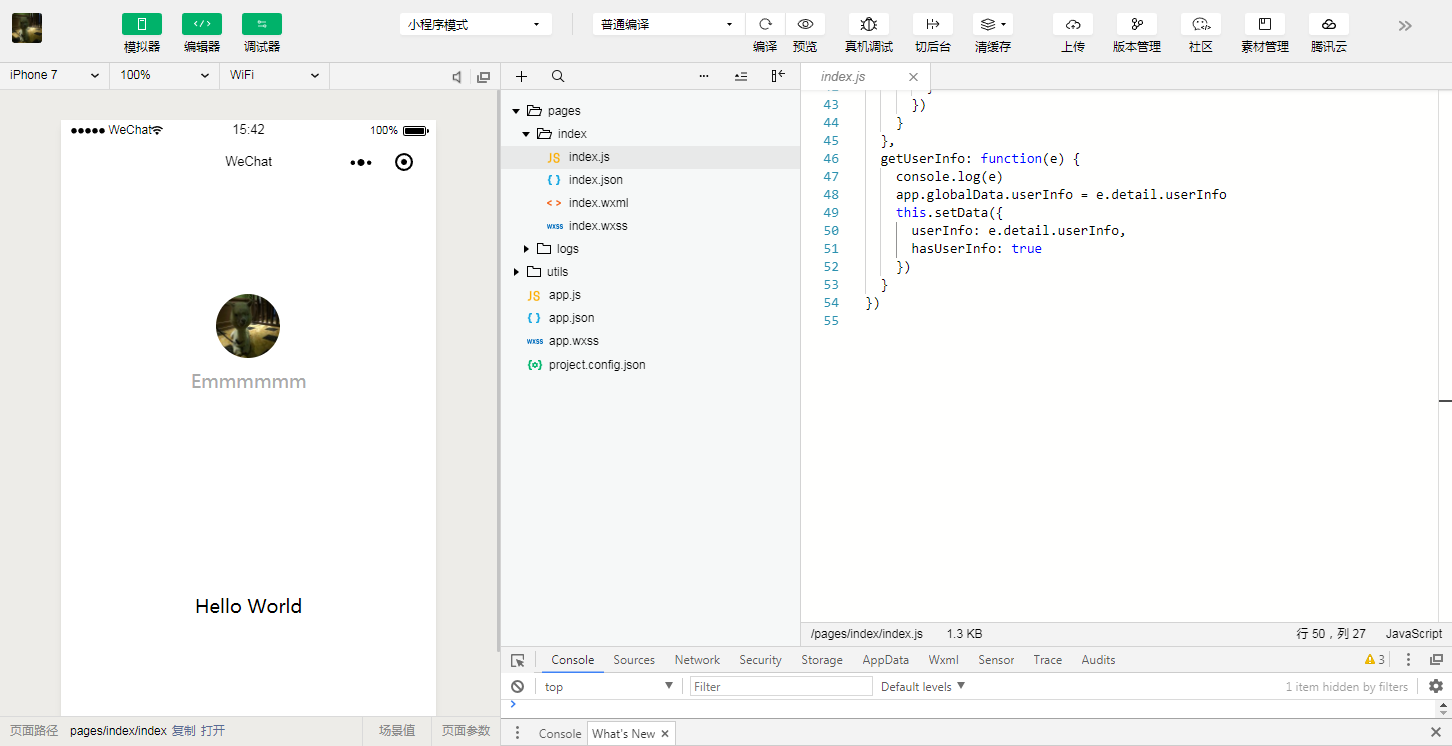 模拟器 编辑器 调试器 小程序模式 普通编译 编译 预览 真机调试 切后台 清缓存 上传 版本管理 社区 素材管理 腾讯云
iPhone 7 100% WiFi
●●●●● WeChat 15:42 100%
WeChat
Emmmmmm
Hello World
页面路径 pages/index/index 复制 打开 场景值 页面参数
pages
index
JS index.js
{ } index.json
< > index.wxml
wxss index.wxss
logs
utils
JS app.js
{ } app.json
wxss app.wxss
{o} project.config.json
index.js
43 })
44 }
45 },
46 getUserInfo: function(e) {
47 console.log(e)
48 app.globalData.userInfo = e.detail.userInfo
49 this.setData({
50 userInfo: e.detail.userInfo,
51 hasUserInfo: true
52 })
53 }
54 })
55
/pages/index/index.js 1.3 KB 行 50，列 27 JavaScript
Console Sources Network Security Storage AppData Wxml Sensor Trace Audits 3
top Filter Default levels 1 item hidden by filters
Console What's New